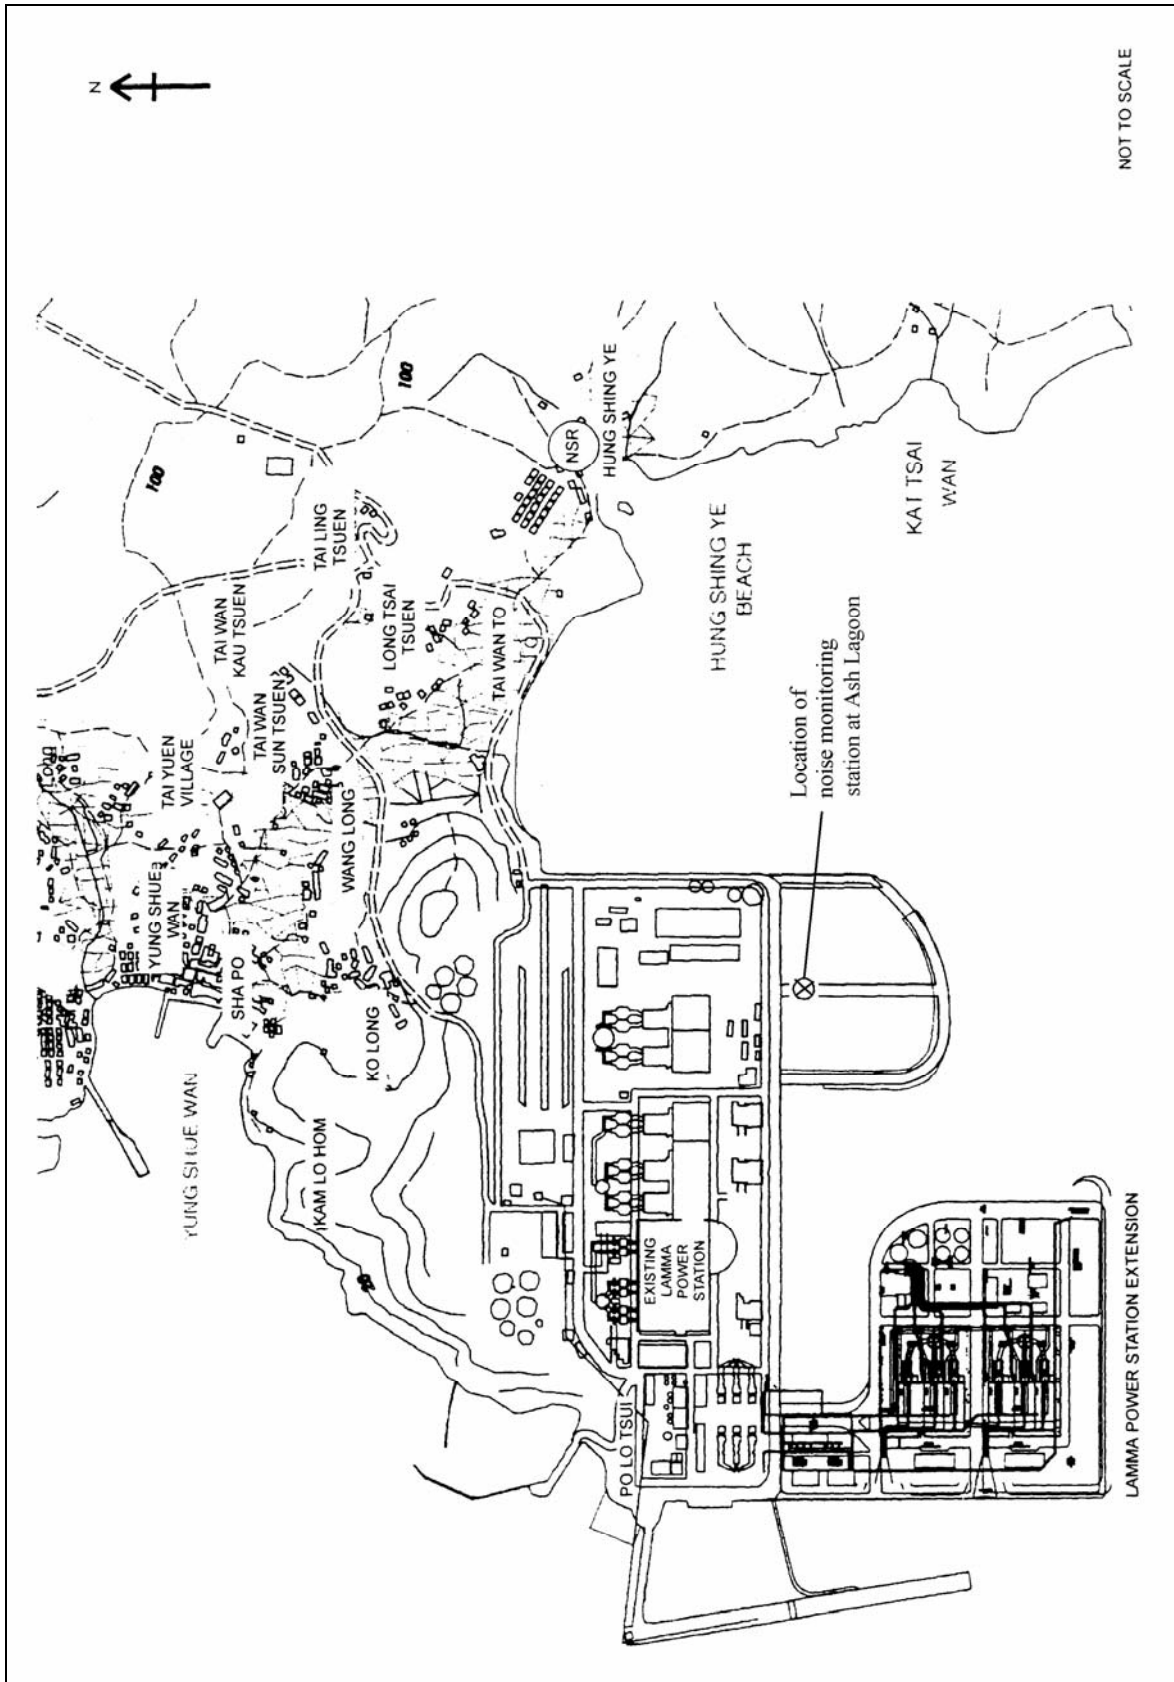 N
Long
YUNG SHUE
WAN
TAI YUEN
VILLAGE
100
YUNG SHUE WAN
SHA PO
TAI WAN
SUN TSUEN
TAI WAN
KAU TSUEN
KAM LO HOM
KO LONG
WANG LONG
TAI LING
TSUEN
LONG TSAI
TSUEN
100
TAI WAN TO
NSR
HUNG SHING YE
PO LO TSUI
EXISTING
LAMMA
POWER
STATION
HUNG SHING YE
BEACH
Location of
noise monitoring
station at Ash Lagoon
KAI TSAI
WAN
LAMMA POWER STATION EXTENSION
NOT TO SCALE